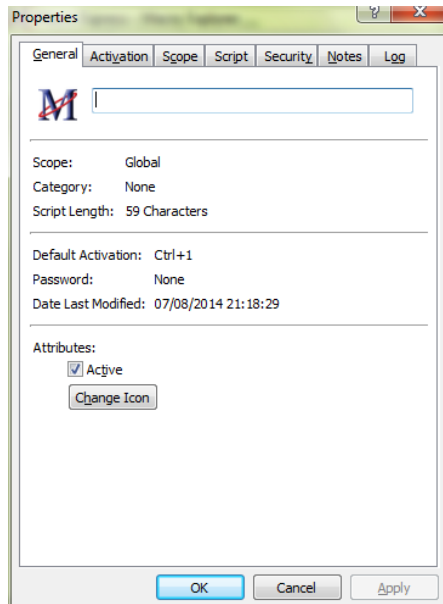 Properties
General Activation Scope Script Security Notes Log
M
Scope: Global
Category: None
Script Length: 59 Characters
Default Activation: Ctrl+1
Password: None
Date Last Modified: 07/08/2014 21:18:29
Attributes:
Active
Change Icon
OK Cancel Apply